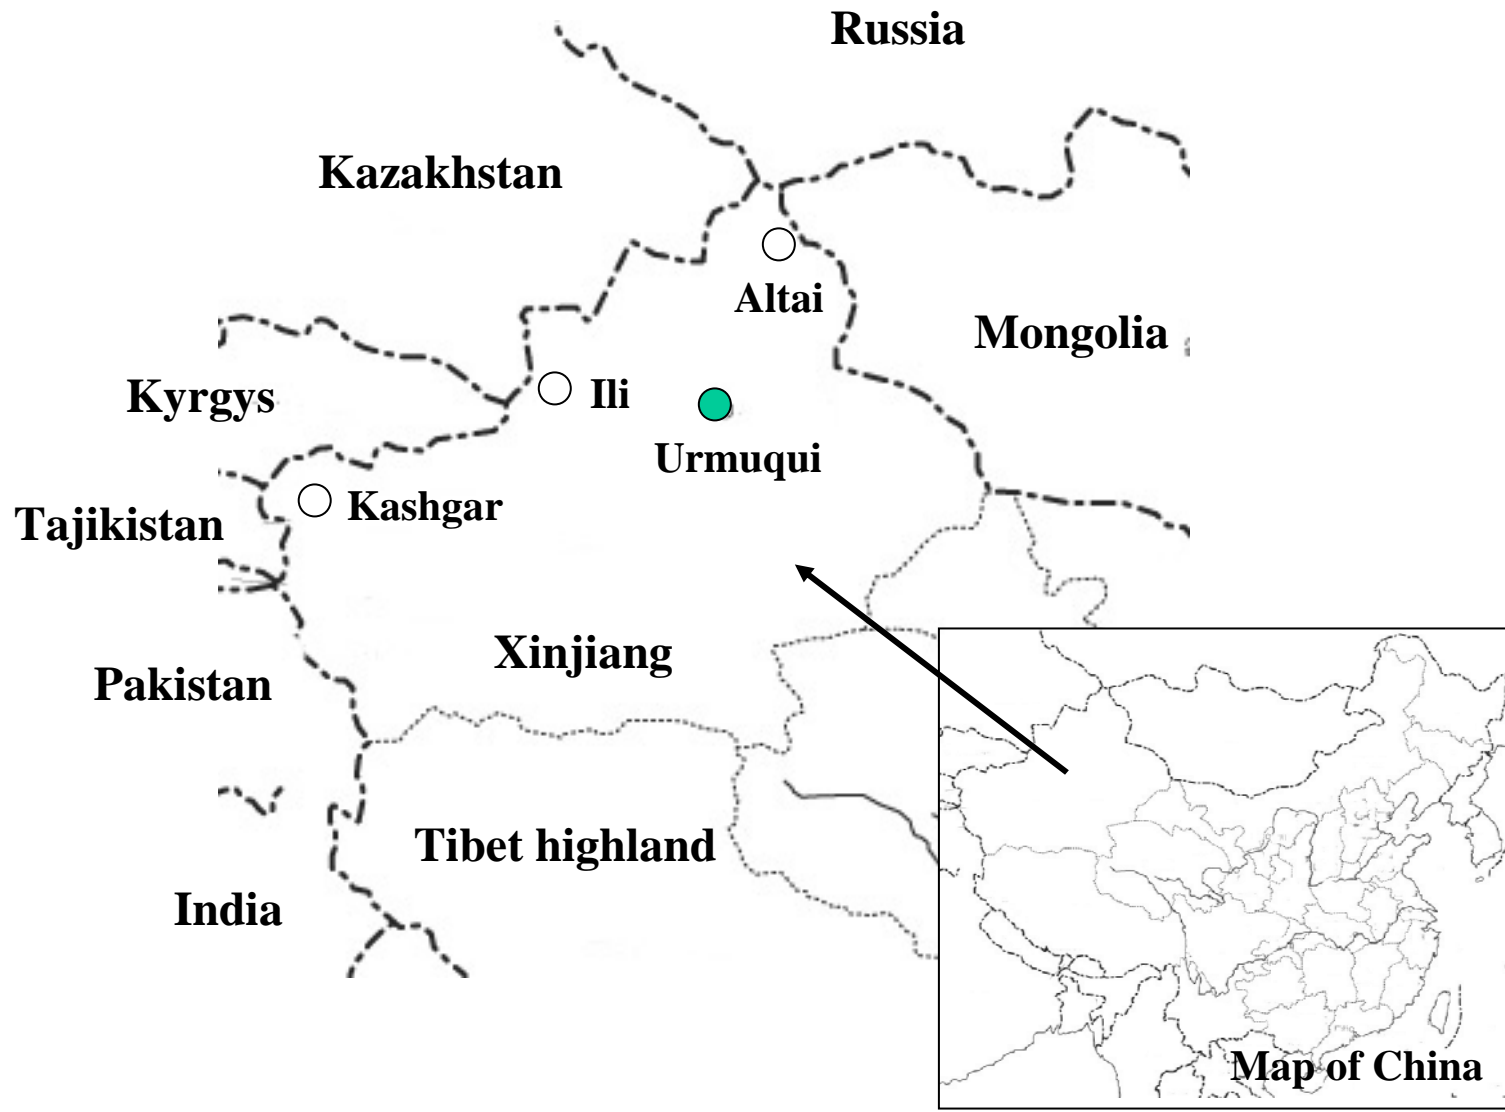 Russia
Kazakhstan
Altai
Mongolia
Kyrgys
Ili
Urmuqui
Kashgar
Tajikistan
Xinjiang
Pakistan
Tibet highland
India
Map of China